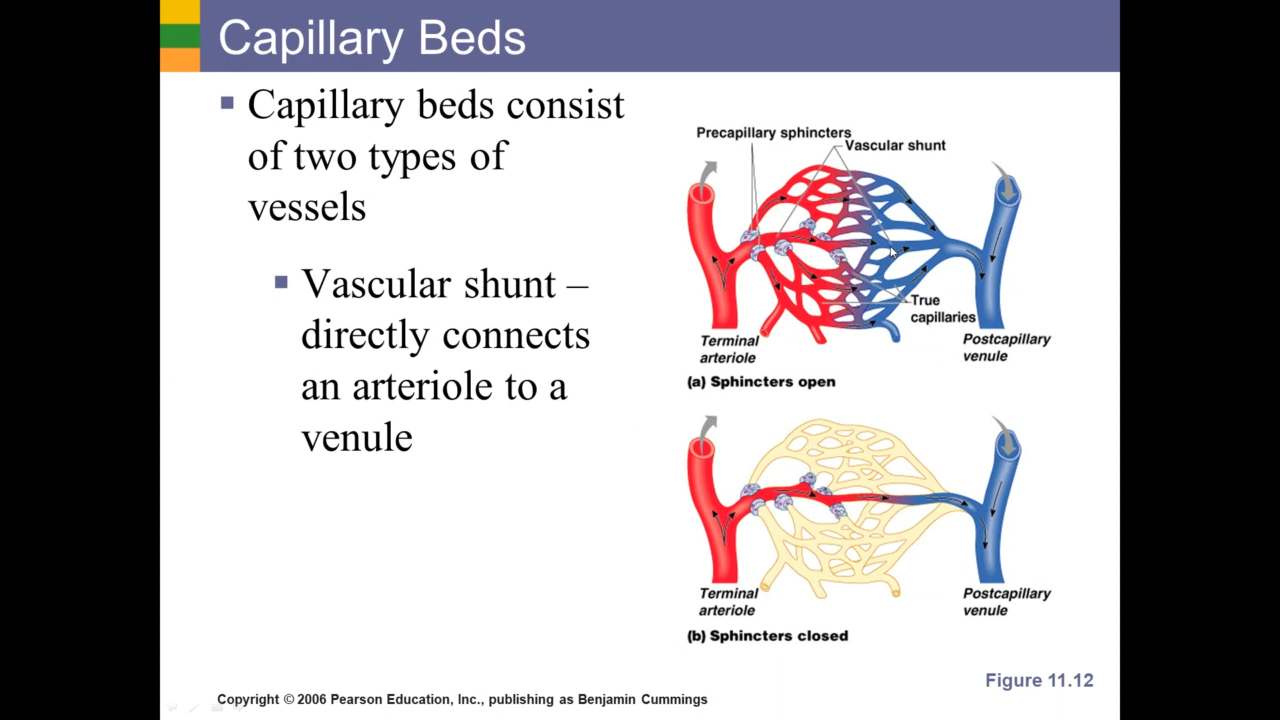 Capillary Beds
Capillary beds consist
of two types of
vessels
Vascular shunt –
directly connects
an arteriole to a
venule
Precapillary sphincters
Vascular shunt
True
capillaries
Terminal
arteriole
Postcapillary
venule
(a) Sphincters open
Terminal
arteriole
Postcapillary
venule
(b) Sphincters closed
Figure 11.12
Copyright © 2006 Pearson Education, Inc., publishing as Benjamin Cummings